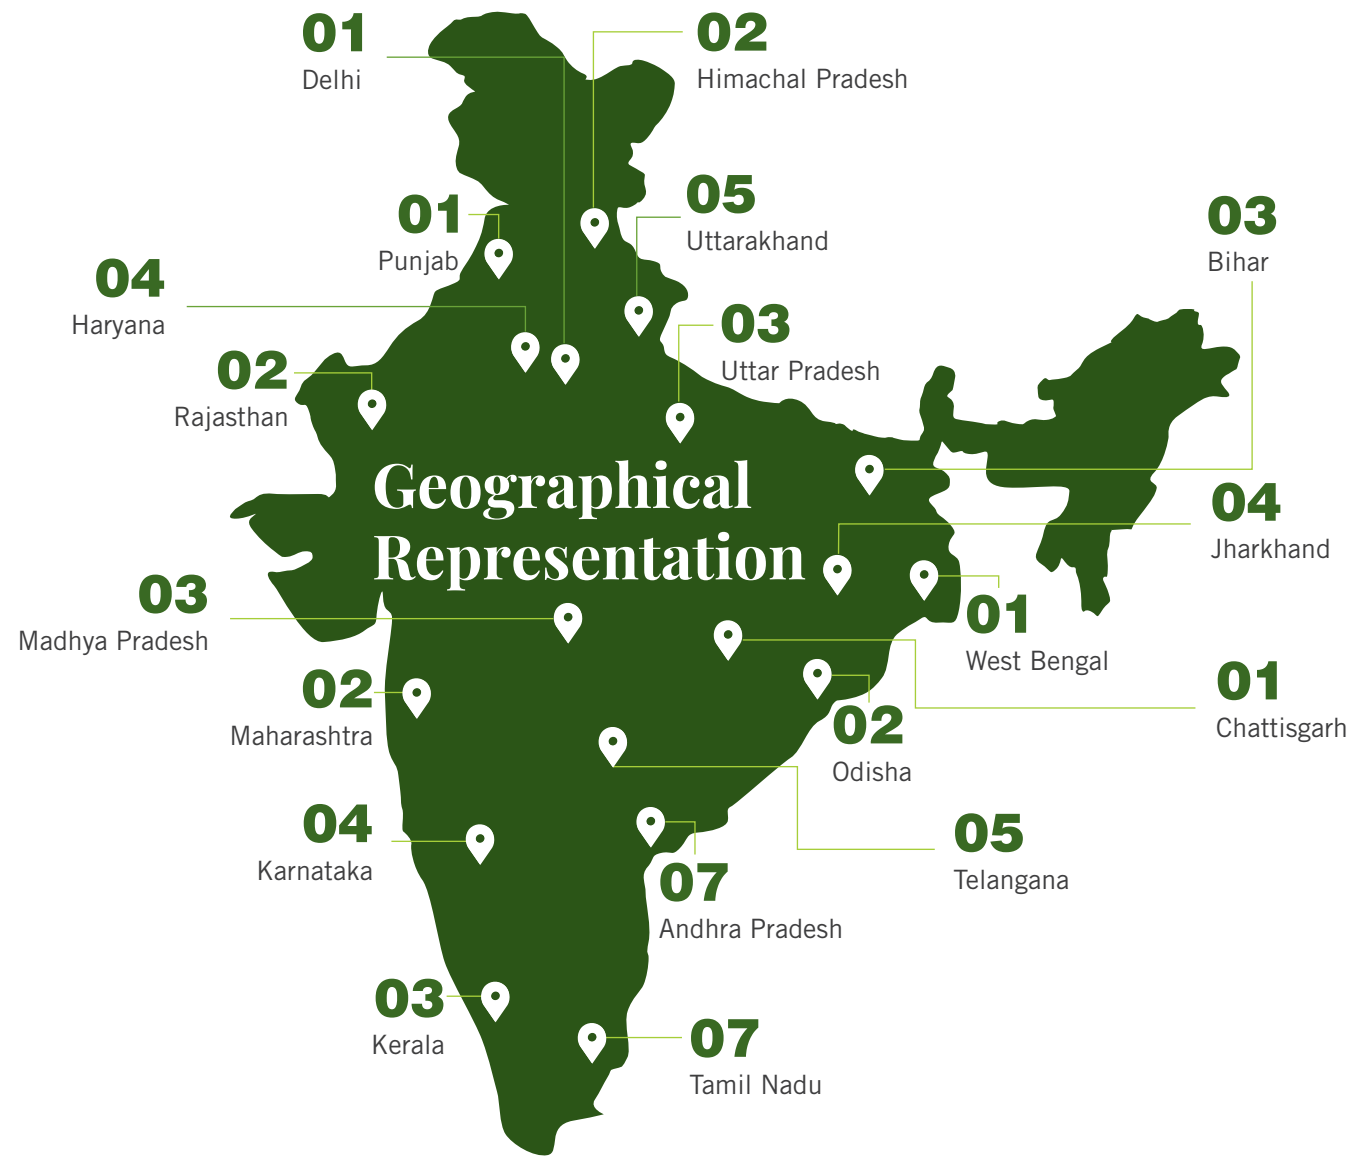 01
Delhi
02
Himachal Pradesh
05
Uttarakhand
01
Punjab
03
Bihar
04
Haryana
03
Uttar Pradesh
02
Rajasthan
Geographical
Representation
04
Jharkhand
03
Madhya Pradesh
01
West Bengal
01
Chattisgarh
02
Maharashtra
02
Odisha
04
Karnataka
05
Telangana
07
Andhra Pradesh
03
Kerala
07
Tamil Nadu